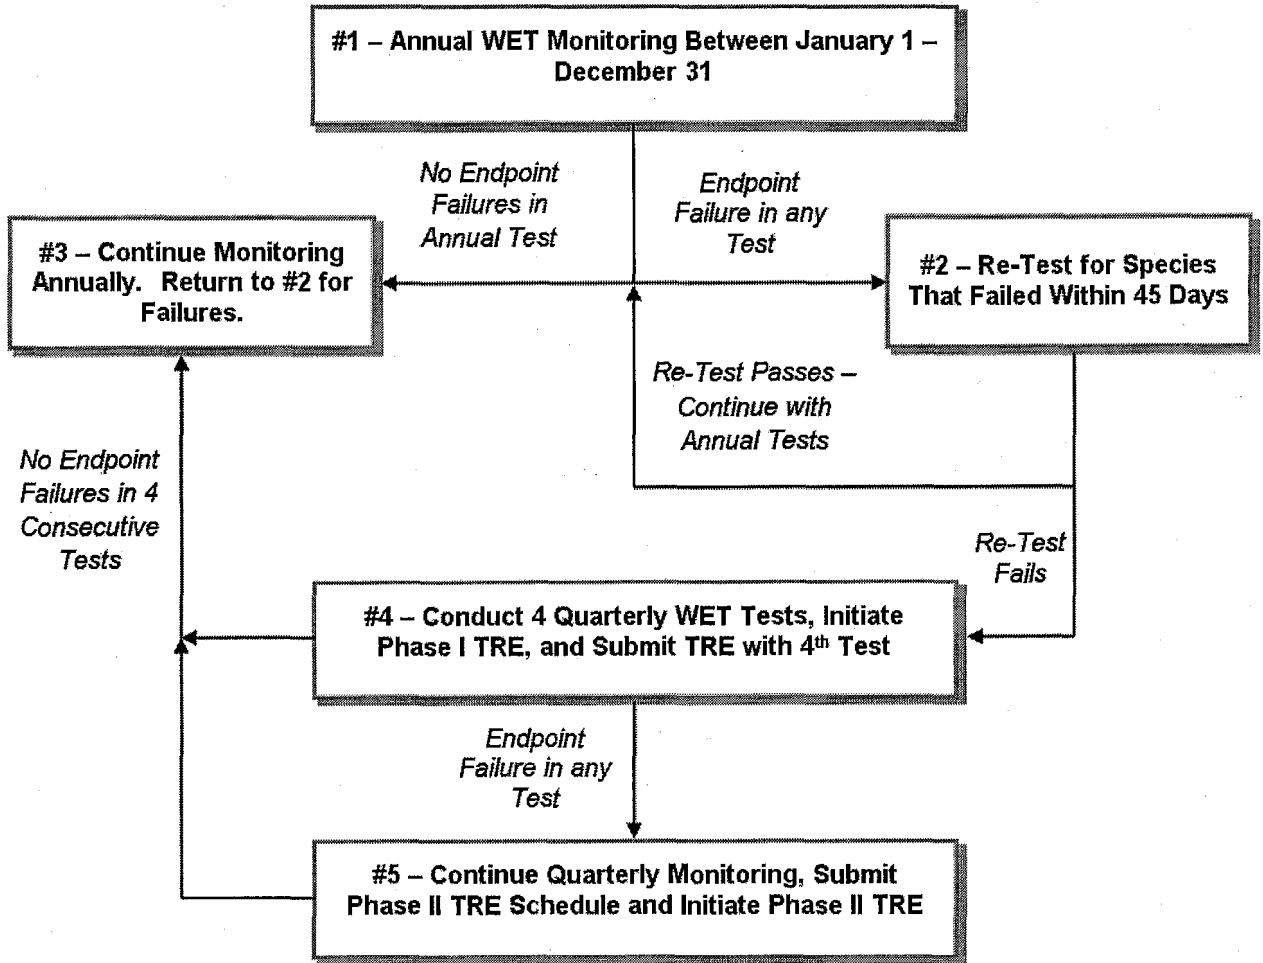 #1 – Annual WET Monitoring Between January 1 –
December 31
No Endpoint
Failures in
Annual Test
Endpoint
Failure in any
Test
#3 – Continue Monitoring
Annually. Return to #2 for
Failures.
#2 – Re-Test for Species
That Failed Within 45 Days
Re-Test Passes –
Continue with
Annual Tests
No Endpoint
Failures in 4
Consecutive
Tests
Re-Test
Fails
#4 – Conduct 4 Quarterly WET Tests, Initiate
Phase I TRE, and Submit TRE with 4th Test
Endpoint
Failure in any
Test
#5 – Continue Quarterly Monitoring, Submit
Phase II TRE Schedule and Initiate Phase II TRE